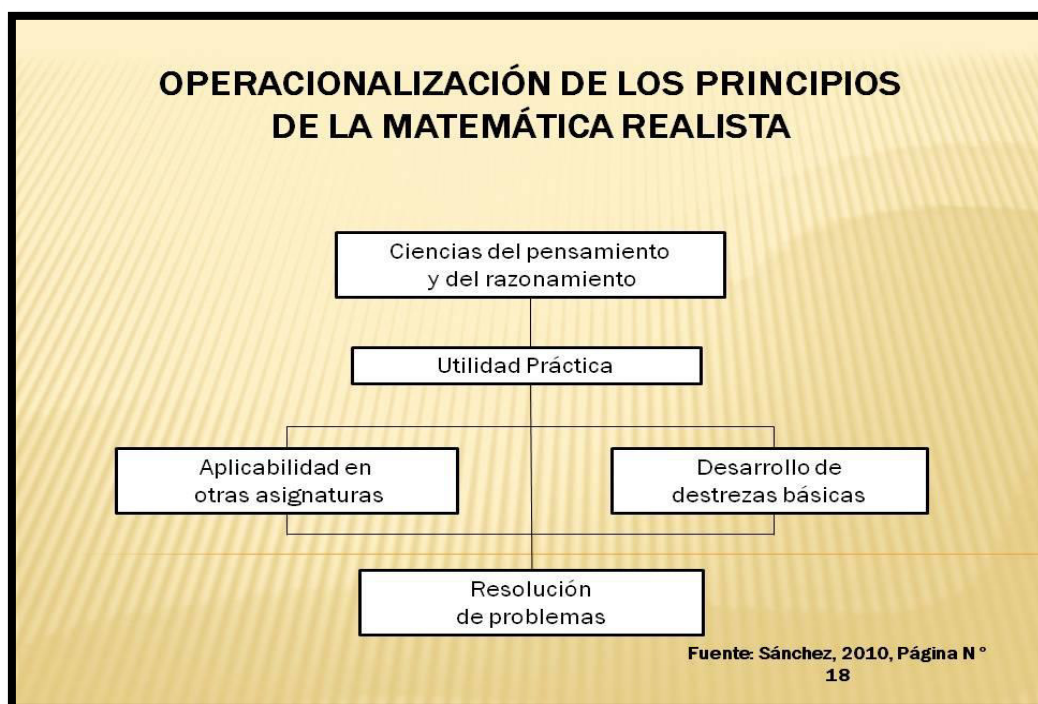 OPERACIONALIZACIÓN DE LOS PRINCIPIOS
DE LA MATEMÁTICA REALISTA
Ciencias del pensamiento
y del razonamiento
Utilidad Práctica
Aplicabilidad en
otras asignaturas
Desarrollo de
destrezas básicas
Resolución
de problemas
Fuente: Sánchez, 2010, Página N°
18